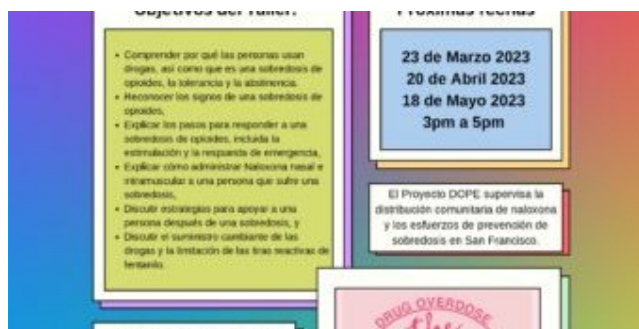 Objetivos del Taller:
• Comprender por qué las personas usan
drogas, así como que es una sobredosis de
opioides, la tolerancia y la abstinencia.
• Reconocer los signos de una sobredosis de
opioides,
• Explicar los pasos para responder a una
sobredosis de opioides, incluida la
estimulación y la respuesta de emergencia,
• Explicar cómo administrar Naloxona nasal e
intramuscular a una persona que sufre una
sobredosis,
• Discutir estrategias para apoyar a una
persona después de una sobredosis, y
• Discutir el suministro cambiante de las
drogas y la limitación de las tiras reactivas de
fentanilo.
Próximas fechas
23 de Marzo 2023
20 de Abril 2023
18 de Mayo 2023
3pm a 5pm
El Proyecto DOPE supervisa la
distribución comunitaria de naloxona
y los esfuerzos de prevención de
sobredosis en San Francisco.
DRUG OVERDOSE
the